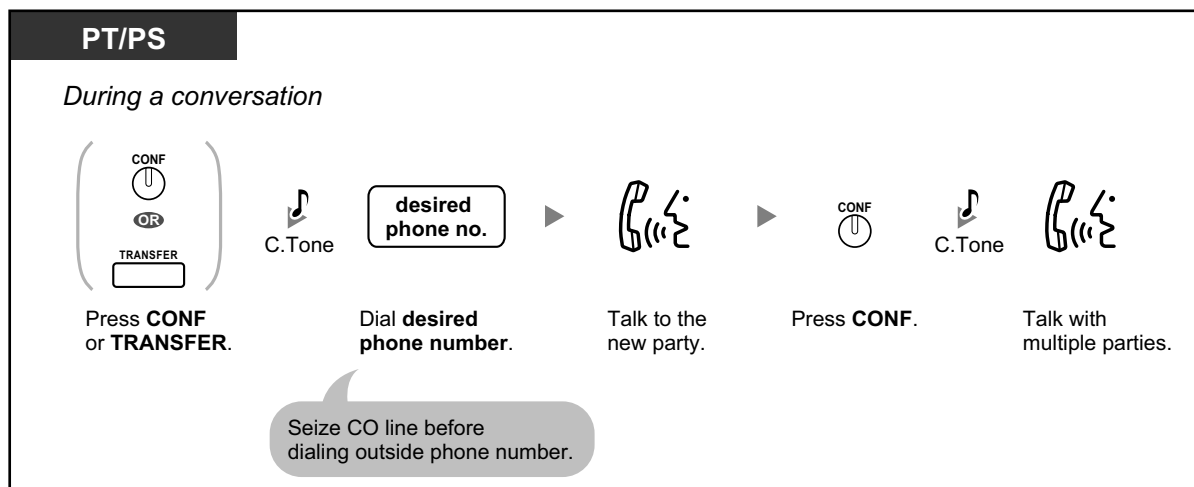 PT/PS
During a conversation
CONF
OR
TRANSFER
C.Tone
desired
phone no.
CONF
C.Tone
Press CONF
or TRANSFER.
Dial desired
phone number.
Talk to the
new party.
Press CONF.
Talk with
multiple parties.
Seize CO line before
dialing outside phone number.